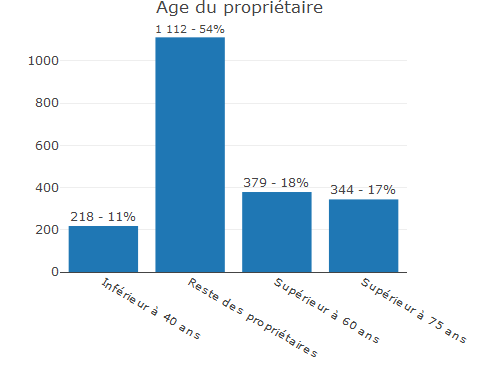 Age du propriétaire
1 112 - 54%
1000
800
600
379 - 18%
344 - 17%
400
218 - 11%
200
0
Inférieur à 40 ans
Reste des propriétaires
Supérieur à 60 ans
Supérieur à 75 ans